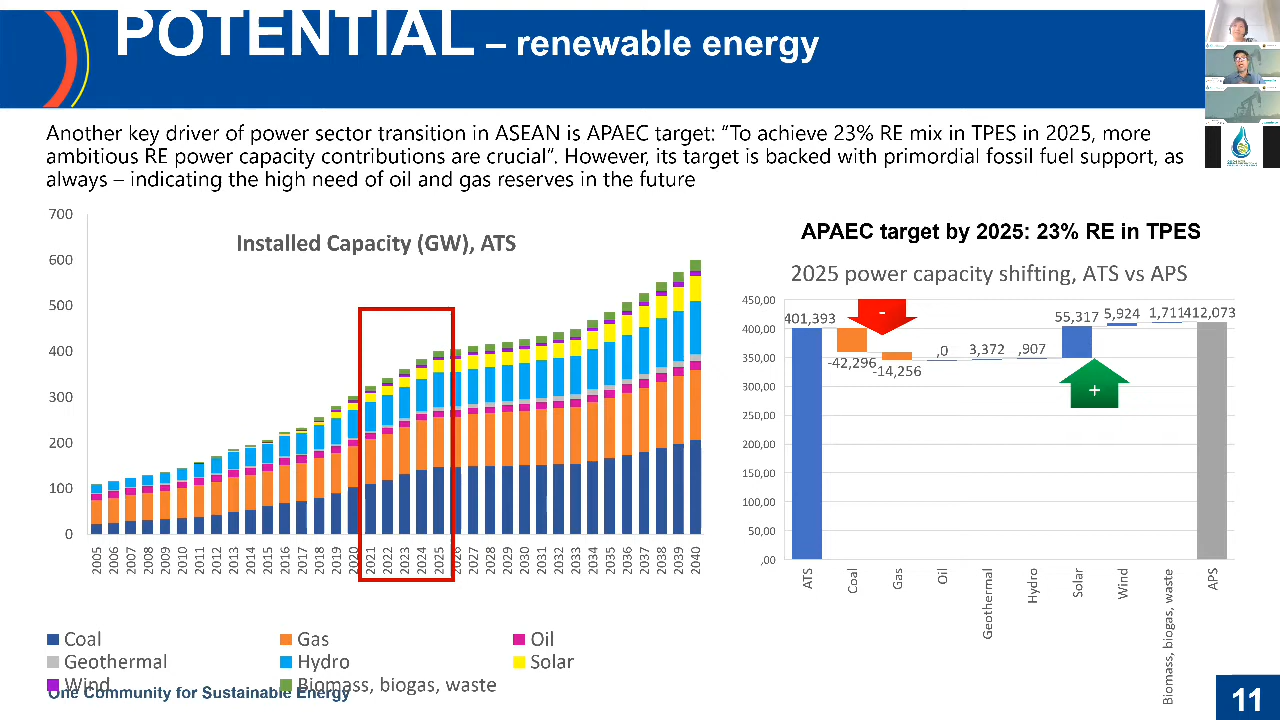 POTENTIAL – renewable energy
Another key driver of power sector transition in ASEAN is APAEC target: “To achieve 23% RE mix in TPES in 2025, more
ambitious RE power capacity contributions are crucial”. However, its target is backed with primordial fossil fuel support, as
always – indicating the high need of oil and gas reserves in the future
Installed Capacity (GW), ATS
700
600
500
400
300
200
100
0
2005 2006 2007 2008 2009 2010 2011 2012 2013 2014 2015 2016 2017 2018 2019 2020 2021 2022 2023 2024 2025 2026 2027 2028 2029 2030 2031 2032 2033 2034 2035 2036 2037 2038 2039 2040
Coal Gas Oil
Geothermal Hydro Solar
Wind Biomass, biogas, waste
APAEC target by 2025: 23% RE in TPES
2025 power capacity shifting, ATS vs APS
450,00
400,00
350,00
300,00
250,00
200,00
150,00
100,00
50,00
,00
401,393 -42,296 -14,256 ,0 3,372 ,907 55,317 5,924 1,711 412,073
-
+
ATS Coal Gas Oil Geothermal Hydro Solar Wind Biomass, biogas, waste APS
One Community for Sustainable Energy
11